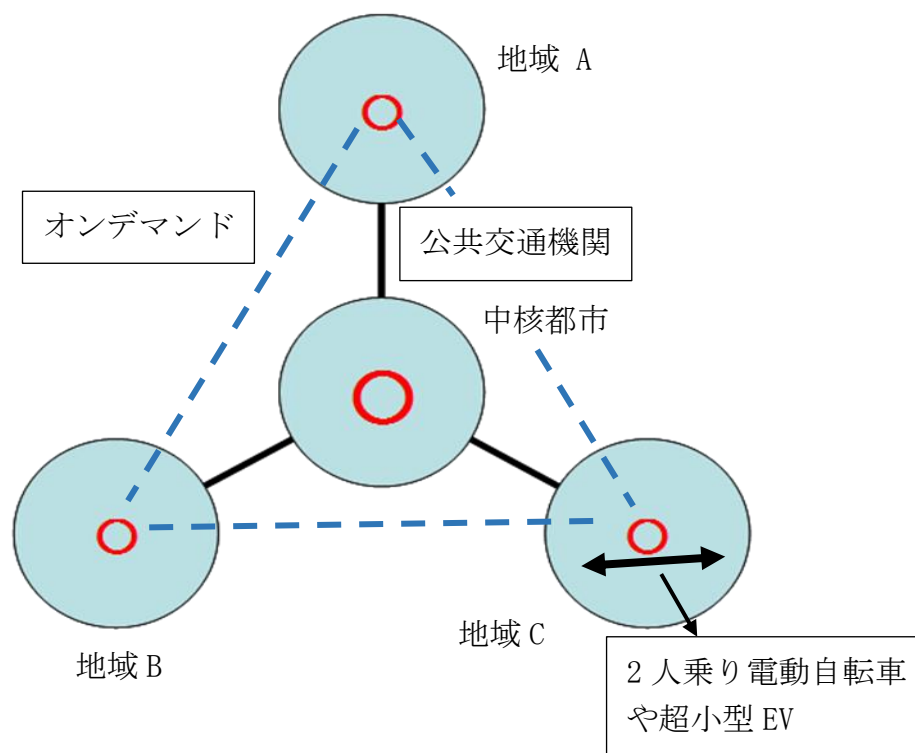 地域 A
オンデマンド
公共交通機関
中核都市
地域 B
地域 C
2 人乗り電動自転車
や超小型 EV